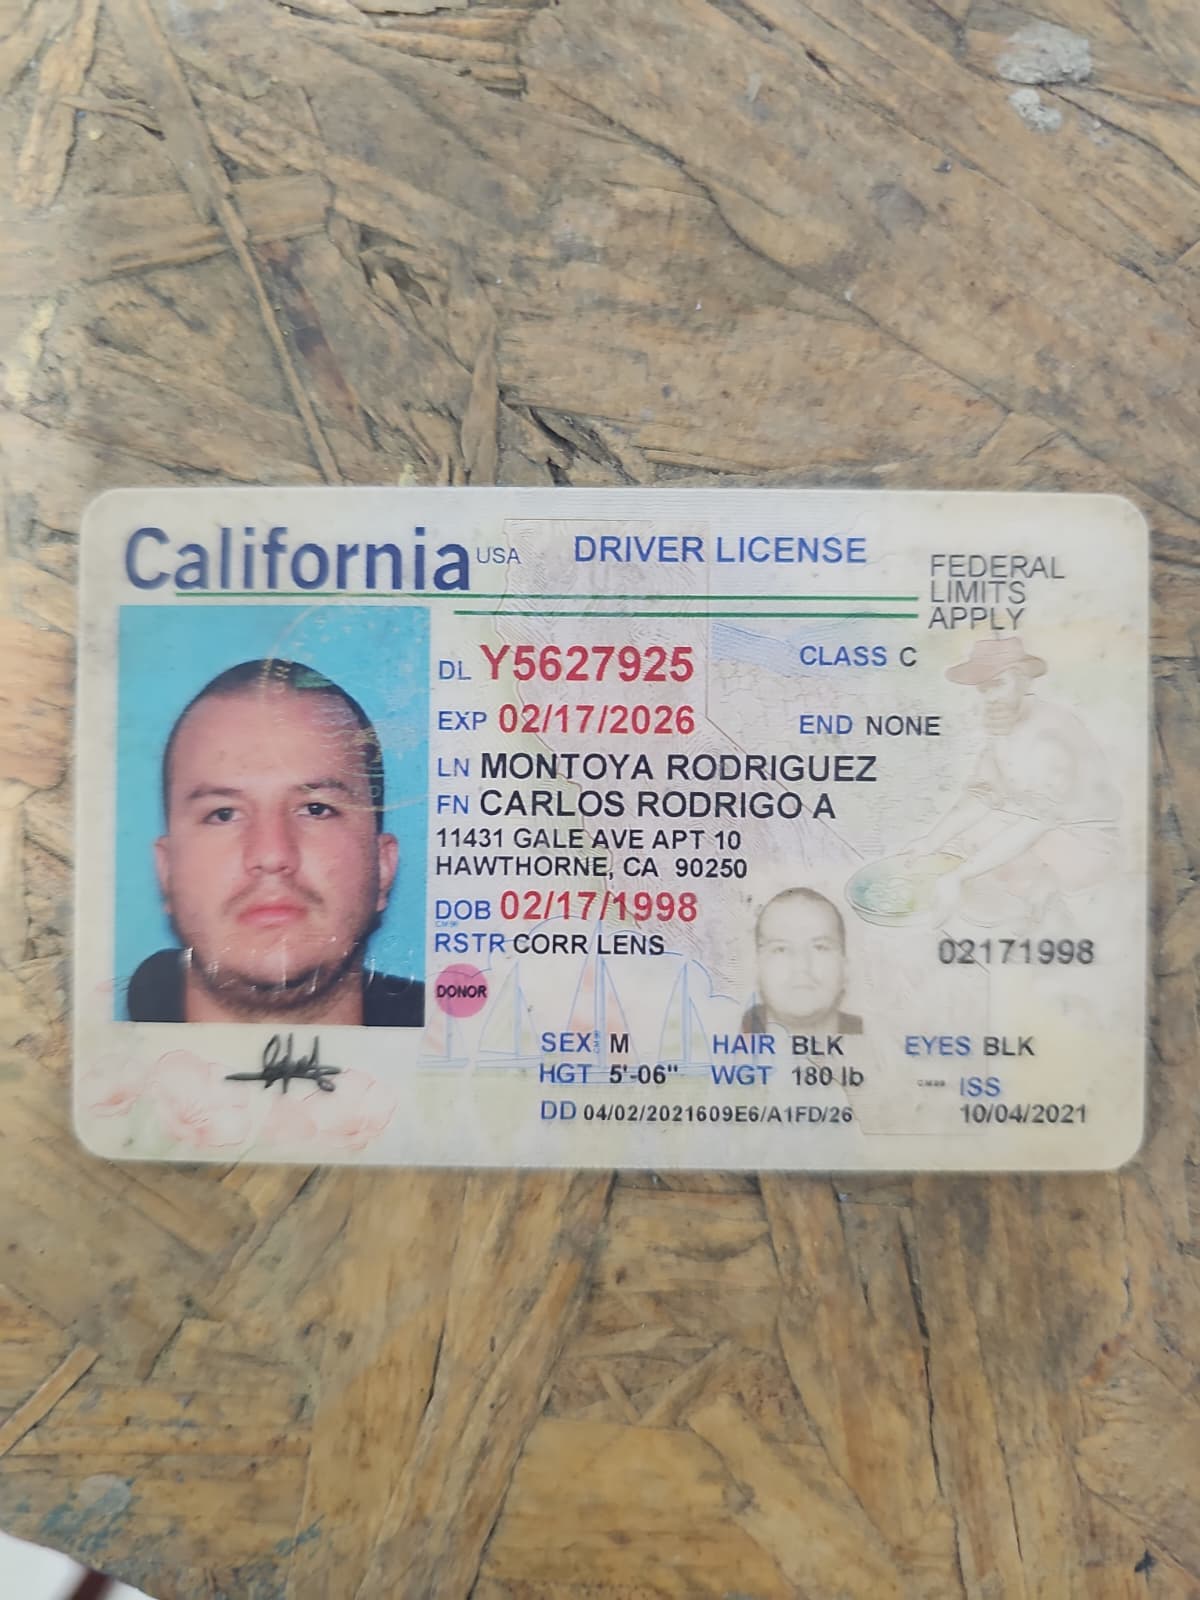 California USA DRIVER LICENSE
FEDERAL
LIMITS
APPLY
DL Y5627925 CLASS C
EXP 02/17/2026 END NONE
LN MONTOYA RODRIGUEZ
FN CARLOS RODRIGO A
11431 GALE AVE APT 10
HAWTHORNE, CA 90250
DOB 02/17/1998
RSTR CORR LENS
02171998
DONOR
SEX M HAIR BLK EYES BLK
HGT 5'-06" WGT 180 lb ISS
DD 04/02/2021609E6/A1FD/26 10/04/2021